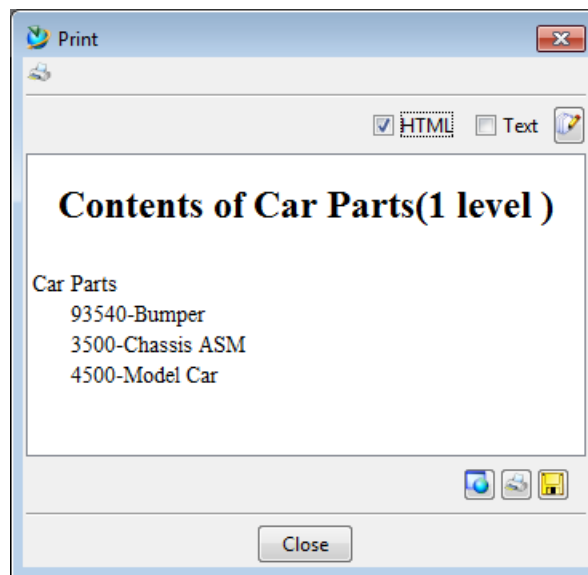 Print
HTML Text
Contents of Car Parts(1 level )
Car Parts
93540-Bumper
3500-Chassis ASM
4500-Model Car
Close